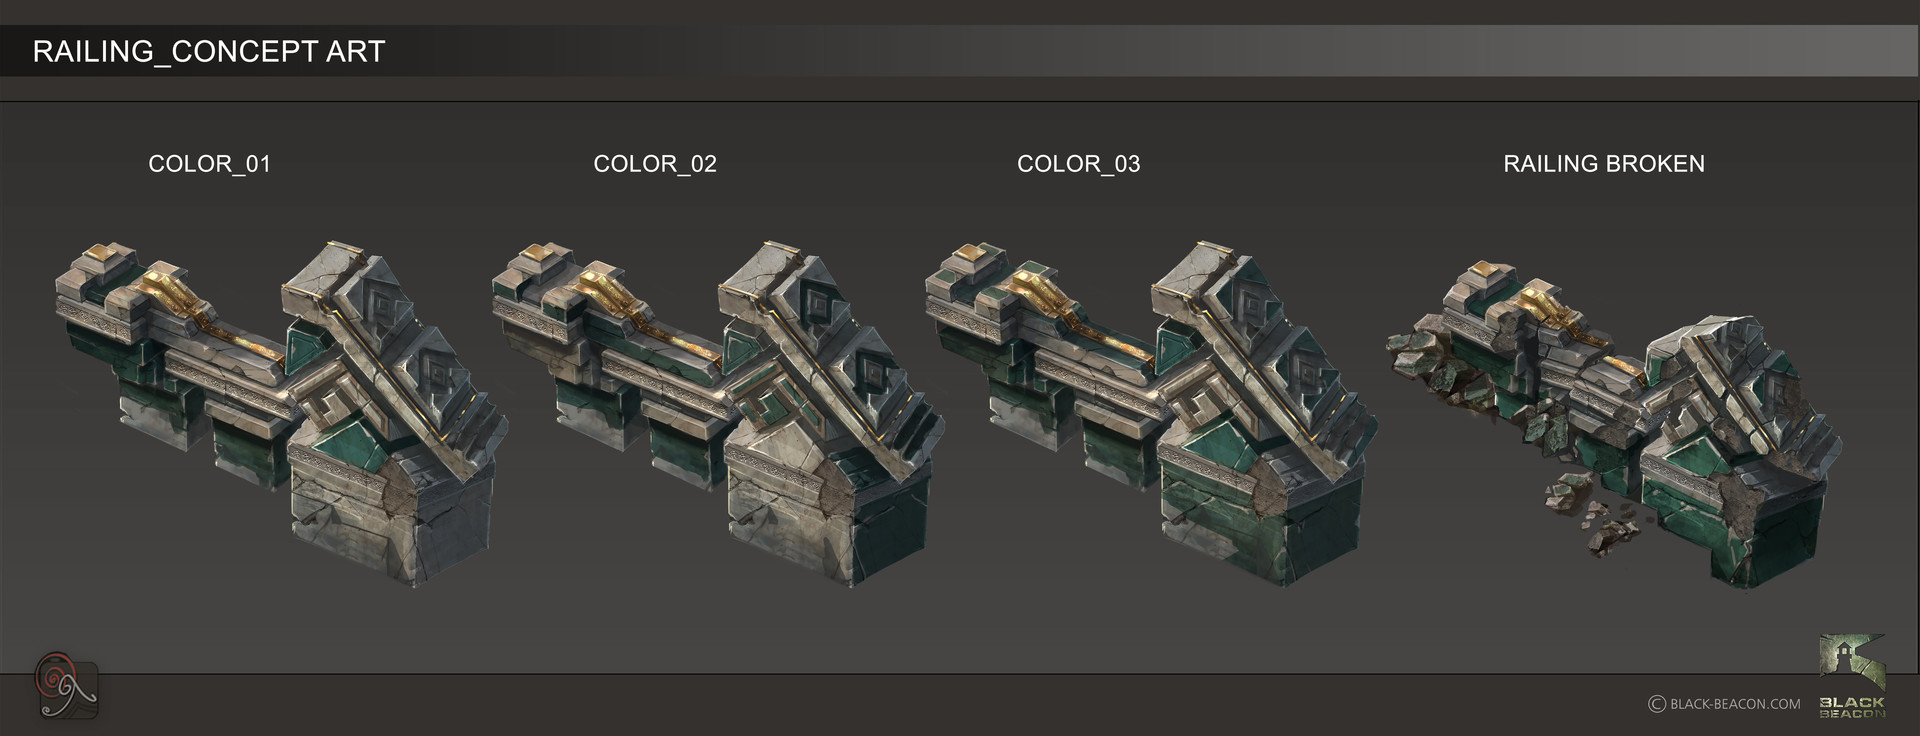 RAILING_CONCEPT ART
COLOR_01
COLOR_02
COLOR_03
RAILING BROKEN
© BLACK-BEACON.COM
BLACK
BEACON